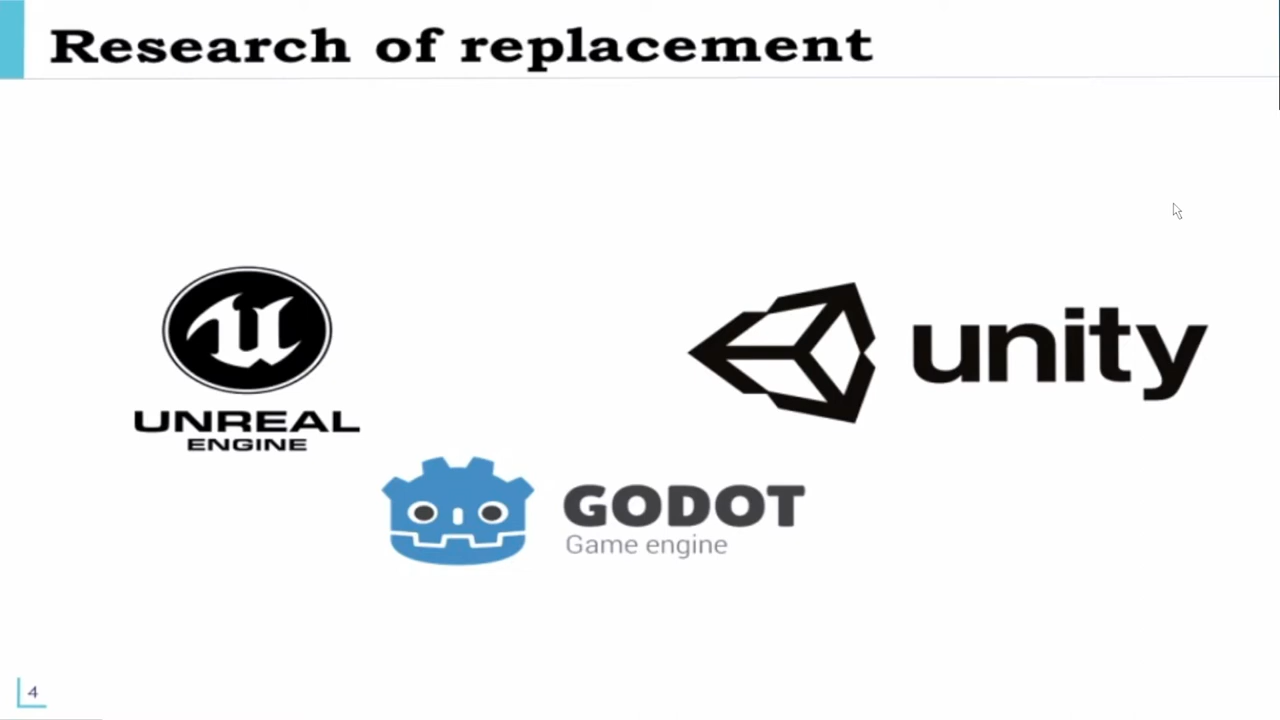 Research of replacement
UNREAL
ENGINE
unity
GODOT
Game engine
4